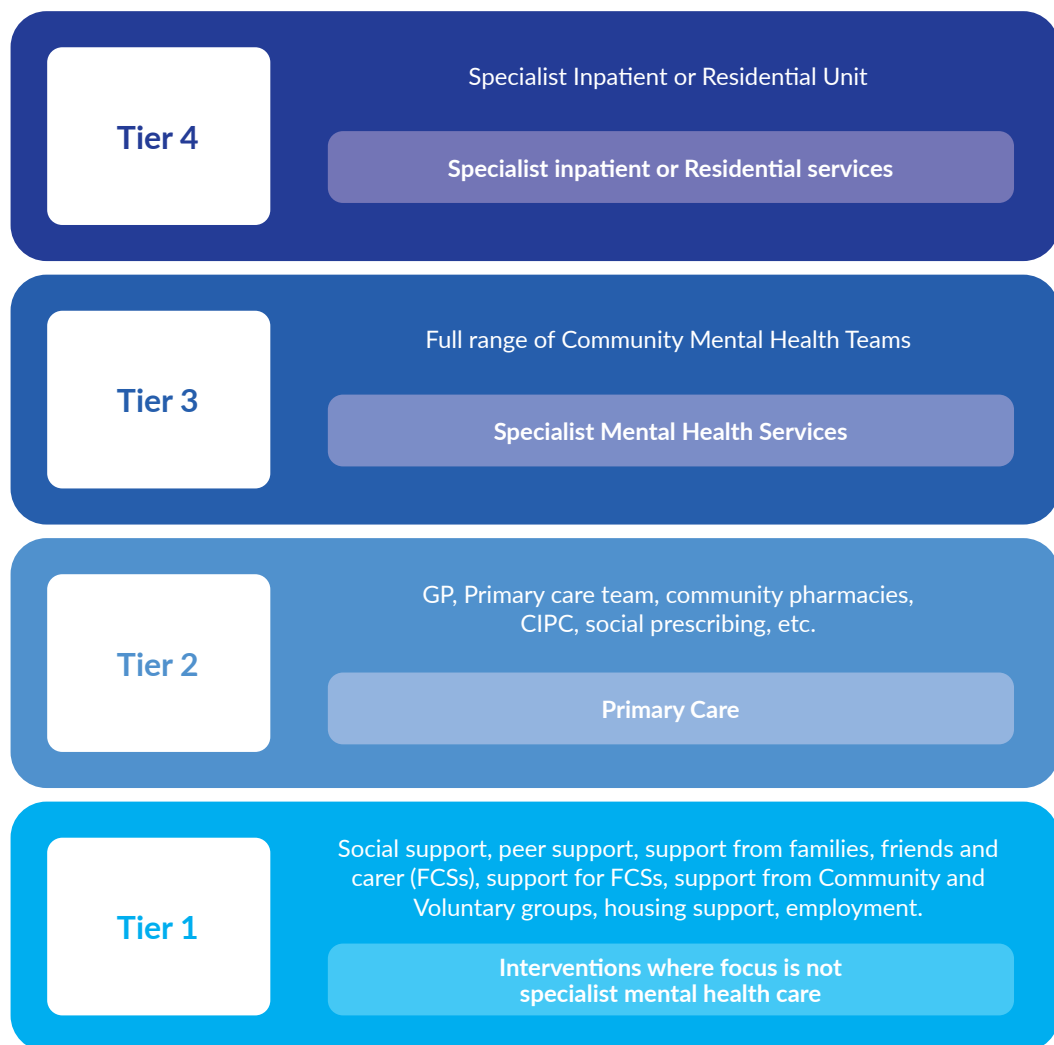 Tier 4
Specialist Inpatient or Residential Unit
Specialist inpatient or Residential services
Tier 3
Full range of Community Mental Health Teams
Specialist Mental Health Services
Tier 2
GP, Primary care team, community pharmacies,
CIPC, social prescribing, etc.
Primary Care
Tier 1
Social support, peer support, support from families, friends and
carer (FCSs), support for FCSs, support from Community and
Voluntary groups, housing support, employment.
Interventions where focus is not
specialist mental health care